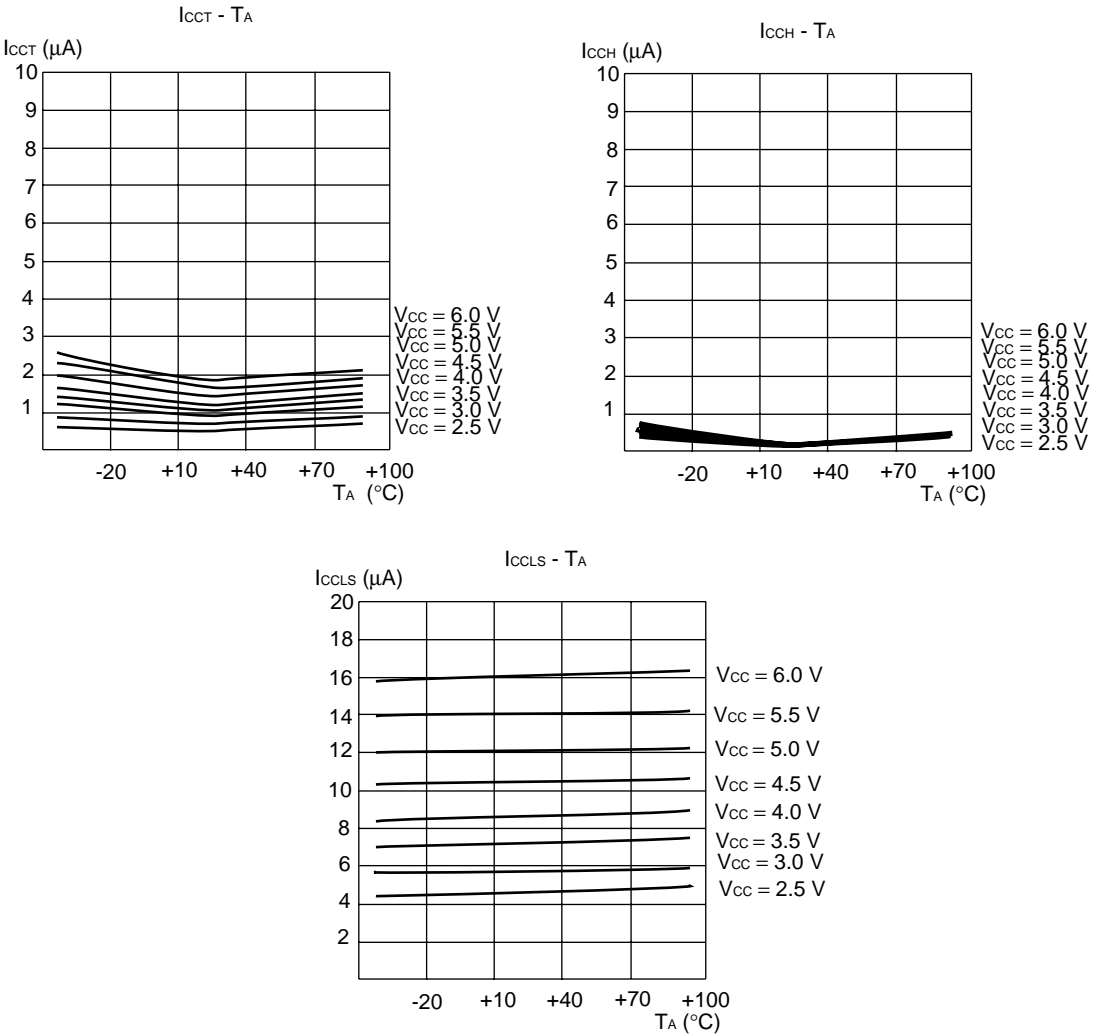 ICCT - TA
ICCT (µA)
10
9
8
7
6
5
4
3
2
1
VCC = 6.0 V
VCC = 5.5 V
VCC = 5.0 V
VCC = 4.5 V
VCC = 4.0 V
VCC = 3.5 V
VCC = 3.0 V
VCC = 2.5 V
-20 +10 +40 +70 +100
TA (°C)
ICCH - TA
ICCH (µA)
10
9
8
7
6
5
4
3
2
1
VCC = 6.0 V
VCC = 5.5 V
VCC = 5.0 V
VCC = 4.5 V
VCC = 4.0 V
VCC = 3.5 V
VCC = 3.0 V
VCC = 2.5 V
-20 +10 +40 +70 +100
TA (°C)
ICCLS - TA
ICCLS (µA)
20
18
16
14
12
10
8
6
4
2
VCC = 6.0 V
VCC = 5.5 V
VCC = 5.0 V
VCC = 4.5 V
VCC = 4.0 V
VCC = 3.5 V
VCC = 3.0 V
VCC = 2.5 V
-20 +10 +40 +70 +100
TA (°C)